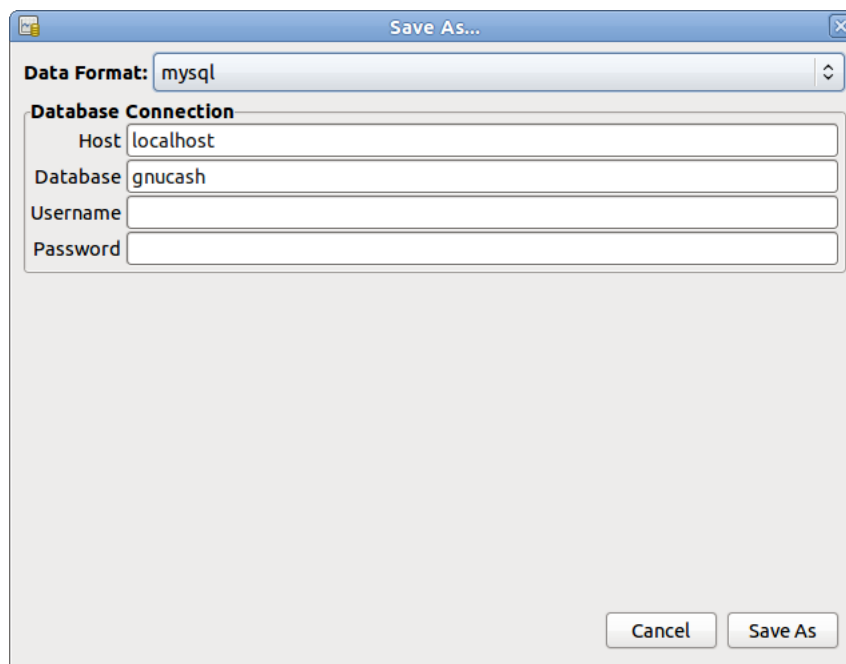 Save As...
Data Format: mysql
Database Connection
Host localhost
Database gnucash
Username
Password
Cancel Save As